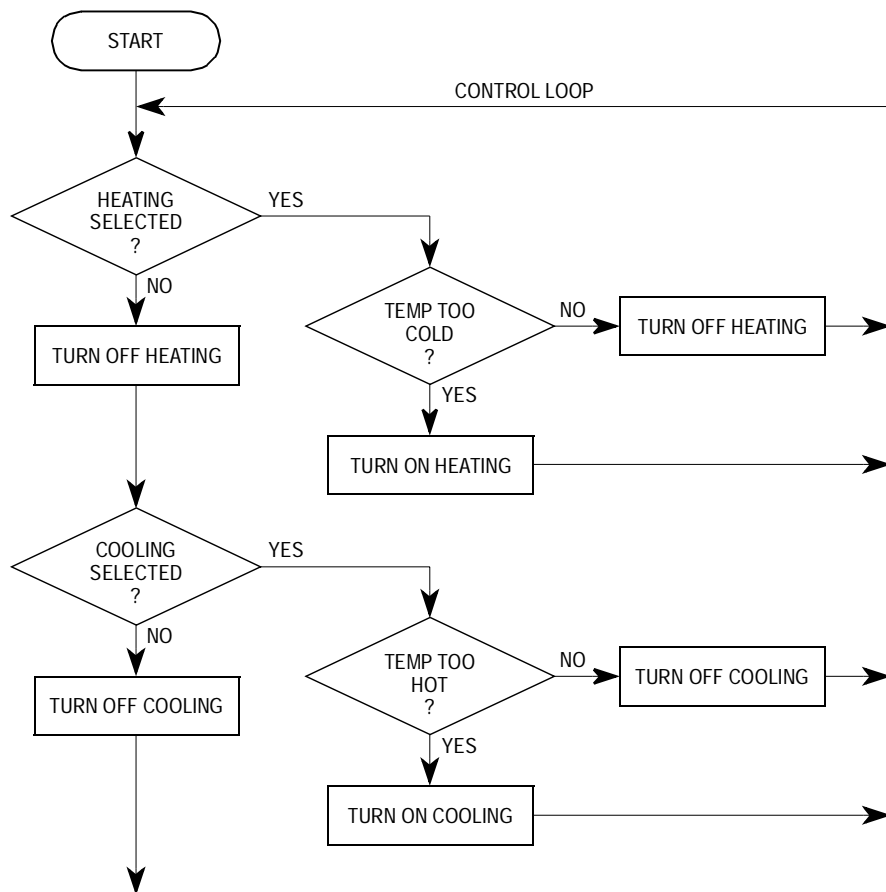 START
CONTROL LOOP
HEATING
SELECTED
?
YES
NO
TEMP TOO
COLD
?
NO
TURN OFF HEATING
TURN OFF HEATING
YES
TURN ON HEATING
COOLING
SELECTED
?
YES
NO
TEMP TOO
HOT
?
NO
TURN OFF COOLING
TURN OFF COOLING
YES
TURN ON COOLING